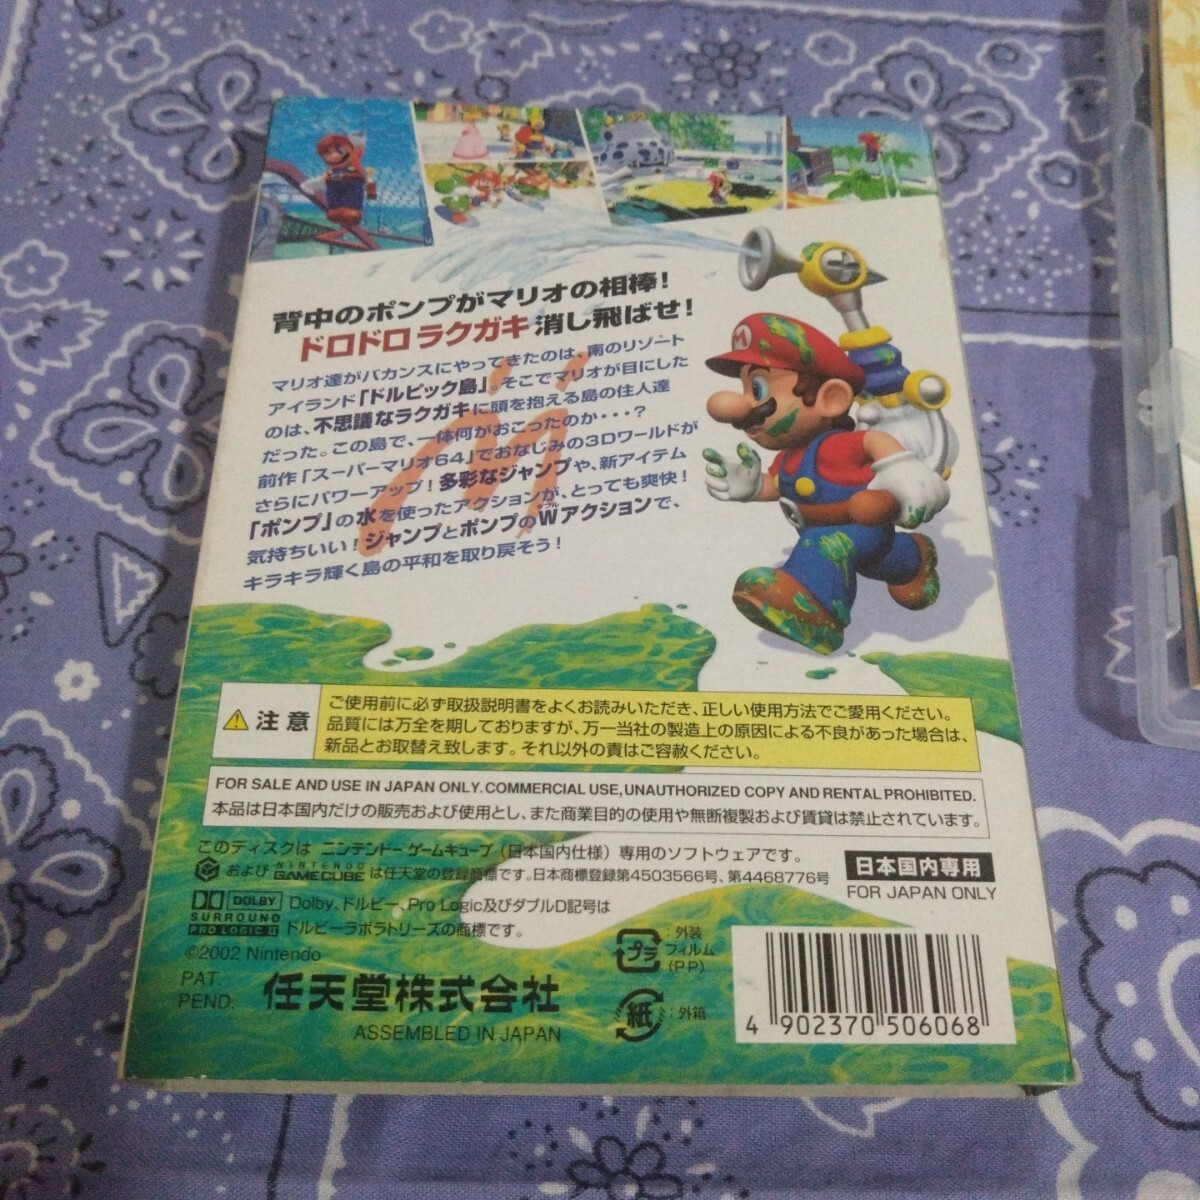 背中のポンプがマリオの相棒!
ドロドロラクガキ消し飛ばせ!
マリオ達がバカンスにやってきたのは、南のリゾート
アイランド「ドルピック島」。そこでマリオが目にした
のは、不思議なラクガキに頭を抱える島の住人達
だった。この島で、一体何がおこったのか・・・?
前作「スーパーマリオ64」でおなじみの3Dワールドが
さらにパワーアップ!多彩なジャンプや、新アイテム
「ポンプ」の水を使ったアクションが、とっても爽快!
気持ちいい!ジャンプとポンプのWアクションで、
ダブル
キラキラ輝く島の平和を取り戻そう!
M
注意
ご使用前に必ず取扱説明書をよくお読みいただき、正しい使用方法でご愛用ください。
品質には万全を期しておりますが、万一当社の製造上の原因による不良があった場合は、
新品とお取替え致します。それ以外の責はご容赦ください。
FOR SALE AND USE IN JAPAN ONLY. COMMERCIAL USE, UNAUTHORIZED COPY AND RENTAL PROHIBITED.
本品は日本国内だけの販売および使用とし、また商業目的の使用や無断複製および賃貸は禁止されています。
このディスクは ニンテンドー ゲームキューブ(日本国内仕様)専用のソフトウェアです。
および NINTENDO GAMECUBE は任天堂の登録商標です。日本商標登録第4503566号、第4468776号
日本国内専用
FOR JAPAN ONLY
DOLBY
SURROUND
PRO LOGIC II
Dolby、ドルビー、Pro Logic及びダブルD記号は
ドルビーラボラトリーズの商標です。
©2002 Nintendo
PAT.
PEND.
任天堂株式会社
ASSEMBLED IN JAPAN
プラ
:外装
フィルム
(PP)
紙
:外箱
4 902370 506068